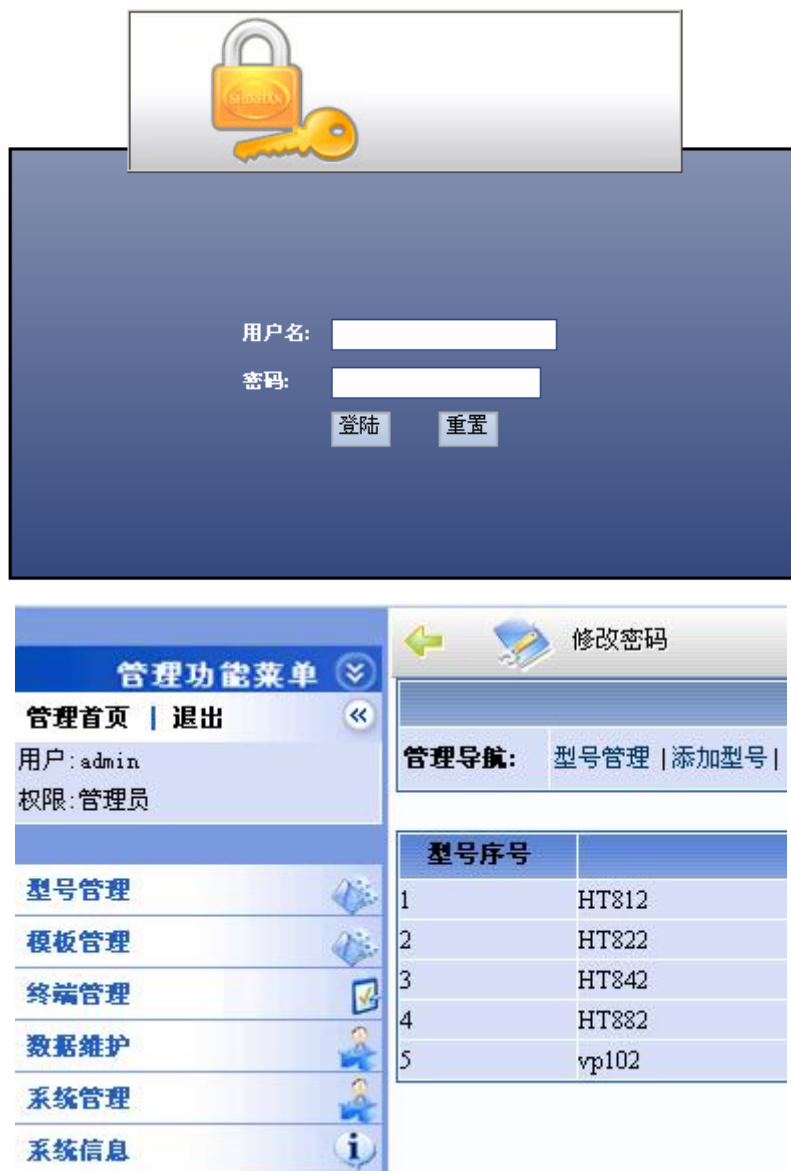 用户名:
密码:
登陆 重置
管理功能菜单
管理首页 | 退出
用户:admin
权限:管理员
型号管理
模板管理
终端管理
数据维护
系统管理
系统信息
修改密码
管理导航: 型号管理 | 添加型号 |
型号序号
1 HT812
2 HT822
3 HT842
4 HT882
5 vp102